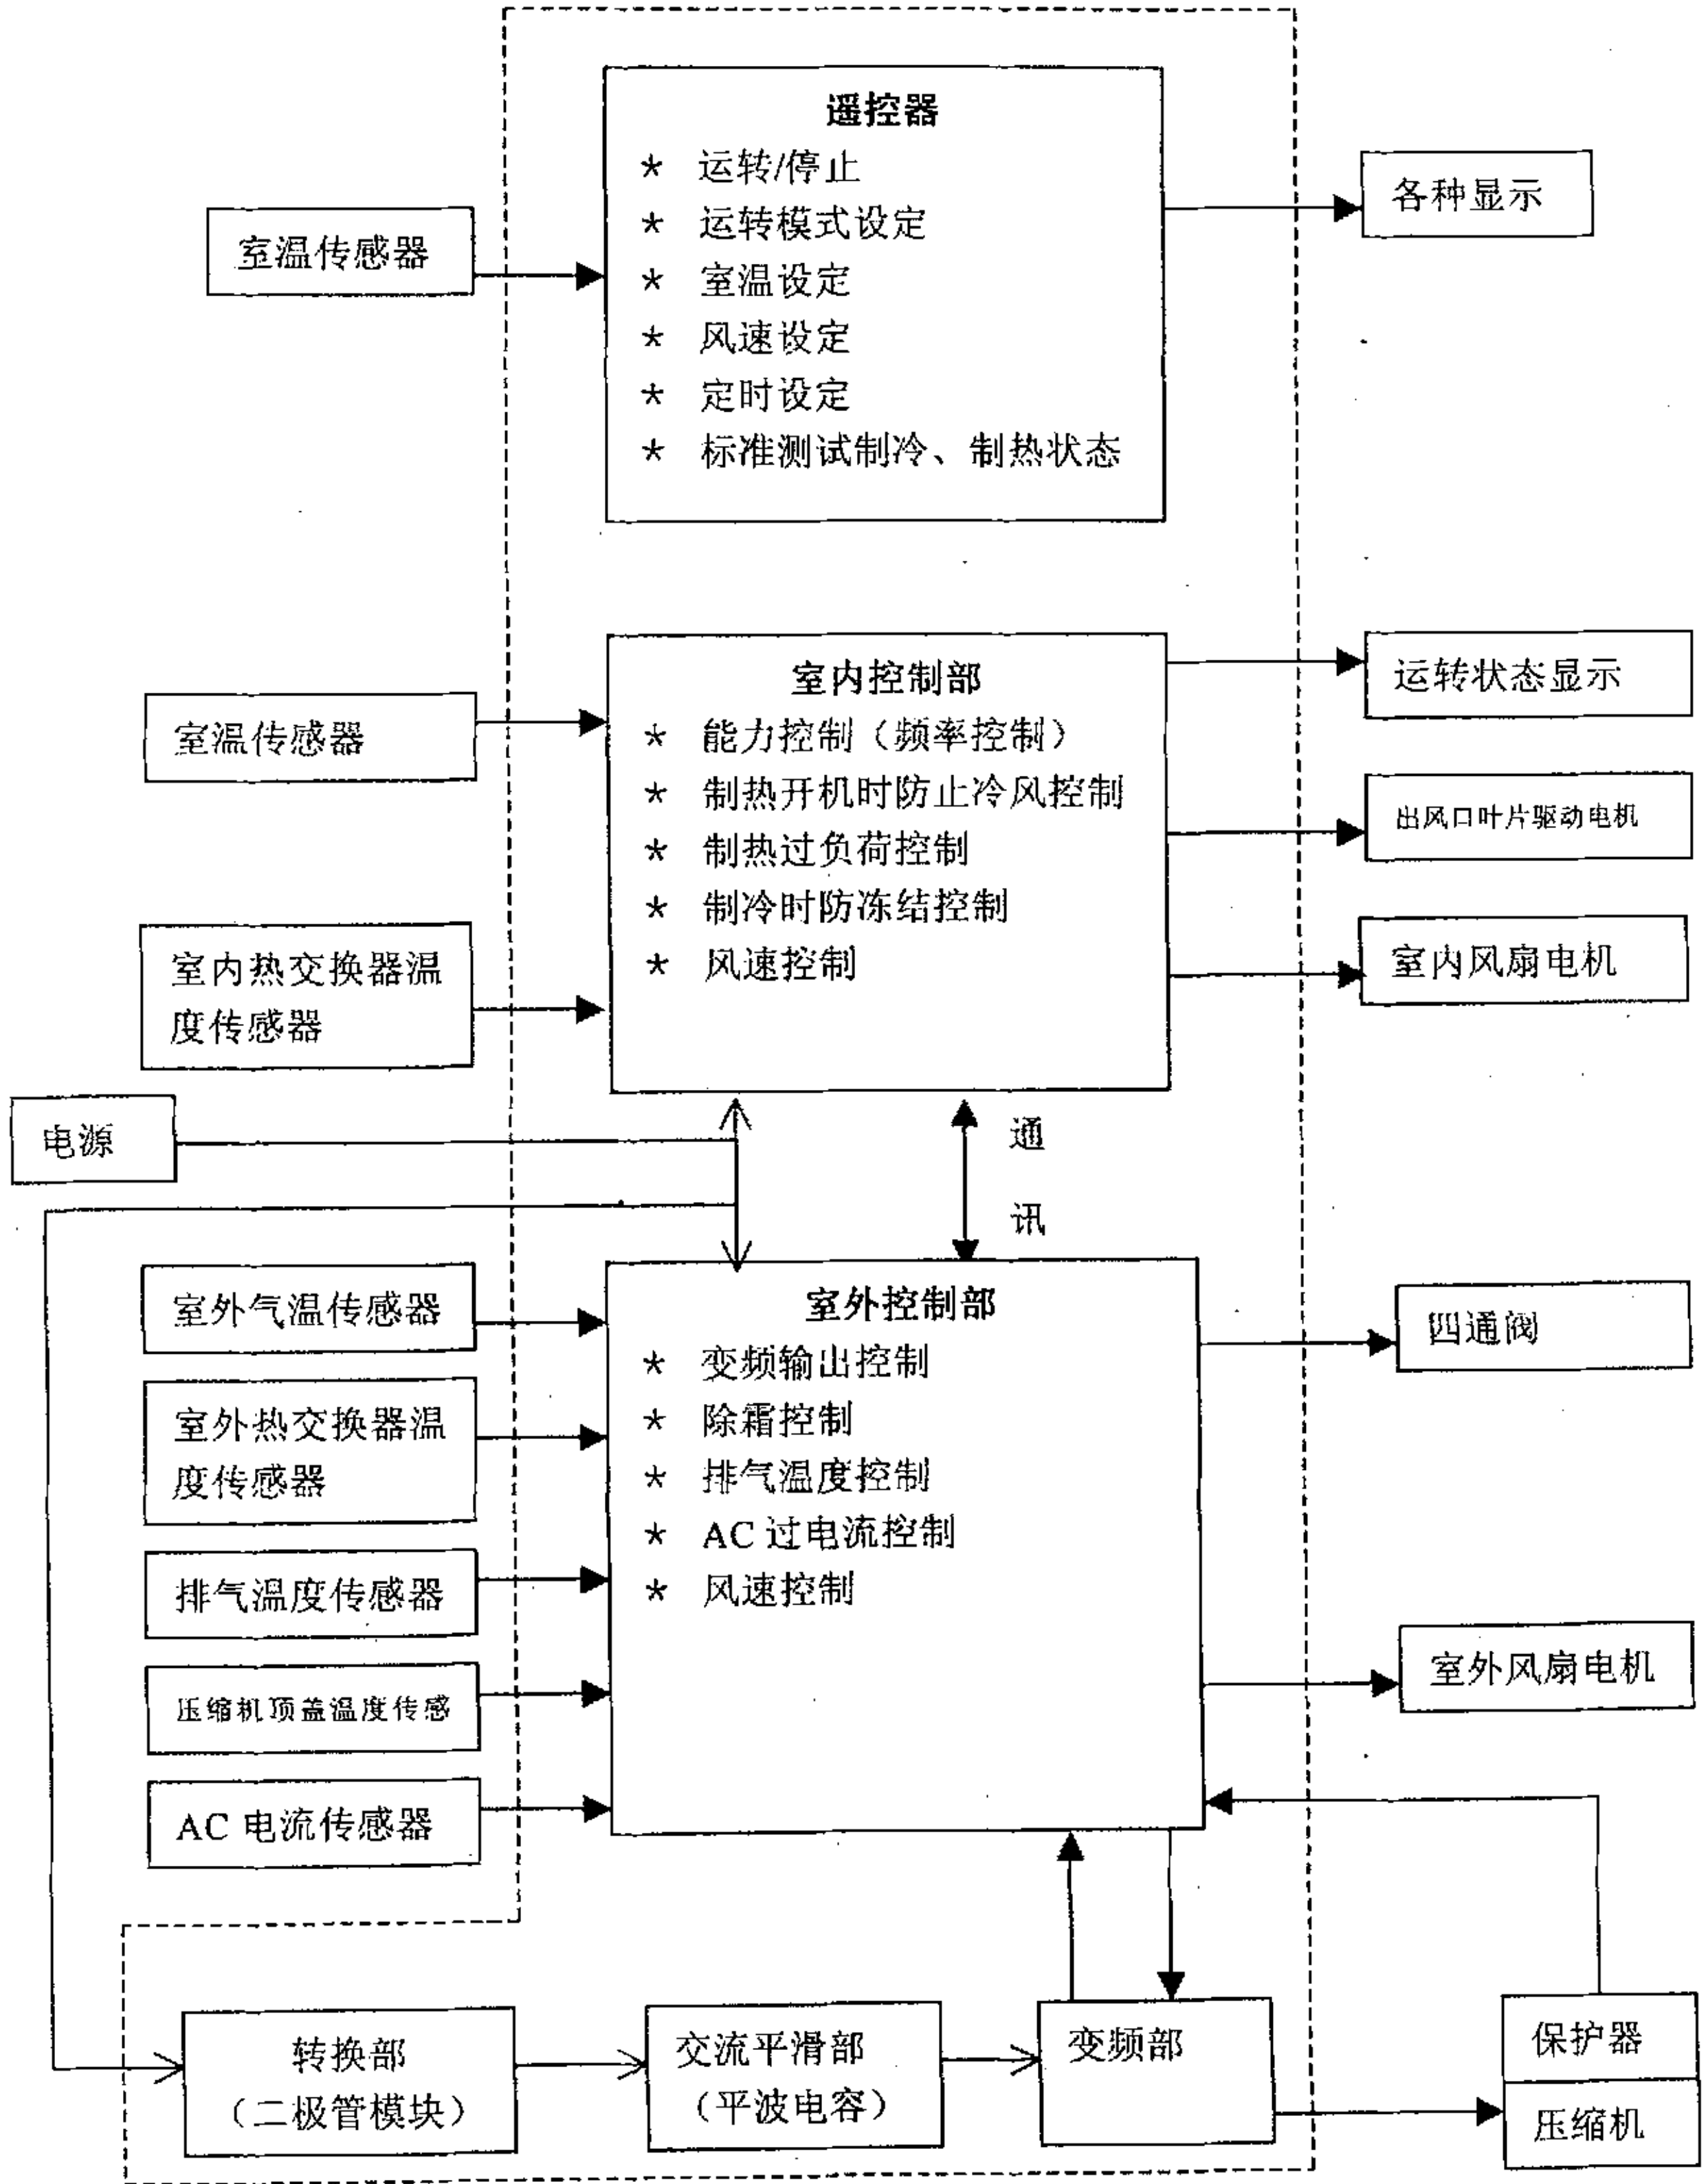 遥控器
* 运转/停止
* 运转模式设定
* 室温设定
* 风速设定
* 定时设定
* 标准测试制冷、制热状态
室温传感器
各种显示
室内控制部
* 能力控制（频率控制）
* 制热开机时防止冷风控制
* 制热过负荷控制
* 制冷时防冻结控制
* 风速控制
室温传感器
室内热交换器温
度传感器
运转状态显示
出风口叶片驱动电机
室内风扇电机
电源
通
讯
室外控制部
* 变频输出控制
* 除霜控制
* 排气温度控制
* AC 过电流控制
* 风速控制
室外气温传感器
室外热交换器温
度传感器
排气温度传感器
压缩机顶盖温度传感
AC 电流传感器
四通阀
室外风扇电机
转换部
（二极管模块）
交流平滑部
（平波电容）
变频部
保护器
压缩机